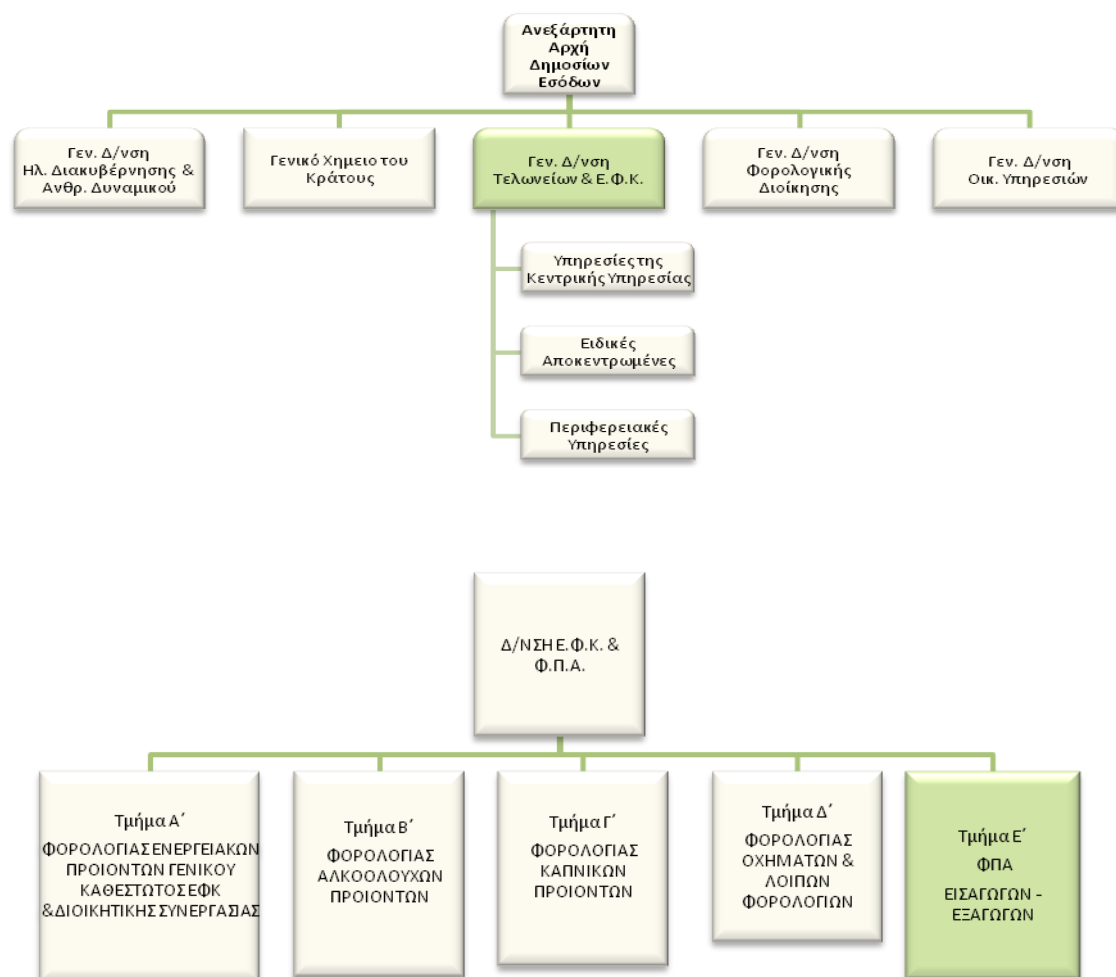 Ανεξάρτητη
Αρχή
Δημοσίων
Εσόδων
Γεν. Δ/νση
Ηλ. Διακυβέρνησης &
Ανθρ. Δυναμικού
Γενικό Χημειο του
Κράτους
Γεν. Δ/νση
Τελωνείων & Ε.Φ.Κ.
Γεν. Δ/νση
Φορολογικής
Διοίκησης
Γεν. Δ/νση
Οικ. Υπηρεσιών
Υπηρεσίες της
Κεντρικής Υπηρεσίας
Ειδικές
Αποκεντρωμένες
Περιφερειακές
Υπηρεσίες
Δ/ΝΣΗ Ε.Φ.Κ. &
Φ.Π.Α.
Τμήμα Α΄
ΦΟΡΟΛΟΓΙΑΣ ΕΝΕΡΓΕΙΑΚΩΝ
ΠΡΟΙΟΝΤΩΝ ΓΕΝΙΚΟΥ
ΚΑΘΕΣΤΩΤΟΣ ΕΦΚ
& ΔΙΟΙΚΗΤΙΚΗΣ ΣΥΝΕΡΓΑΣΙΑΣ
Τμήμα Β΄
ΦΟΡΟΛΟΓΙΑΣ
ΑΛΚΟΟΛΟΥΧΩΝ
ΠΡΟΙΟΝΤΩΝ
Τμήμα Γ΄
ΦΟΡΟΛΟΓΙΑΣ
ΚΑΠΝΙΚΩΝ
ΠΡΟΙΟΝΤΩΝ
Τμήμα Δ΄
ΦΟΡΟΛΟΓΙΑΣ
ΟΧΗΜΑΤΩΝ &
ΛΟΙΠΩΝ
ΦΟΡΟΛΟΓΙΩΝ
Τμήμα Ε΄
ΦΠΑ
ΕΙΣΑΓΩΓΩΝ –
ΕΞΑΓΩΓΩΝ